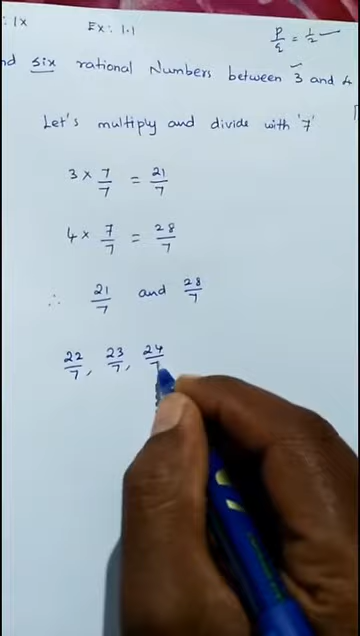 : IX Ex: 1.1 p/q = 1/2
nd six rational Numbers between 3 and 4
Let's multiply and divide with '7'
3 × 7/7 = 21/7
4 × 7/7 = 28/7
∴ 21/7 and 28/7
22/7, 23/7, 24/7